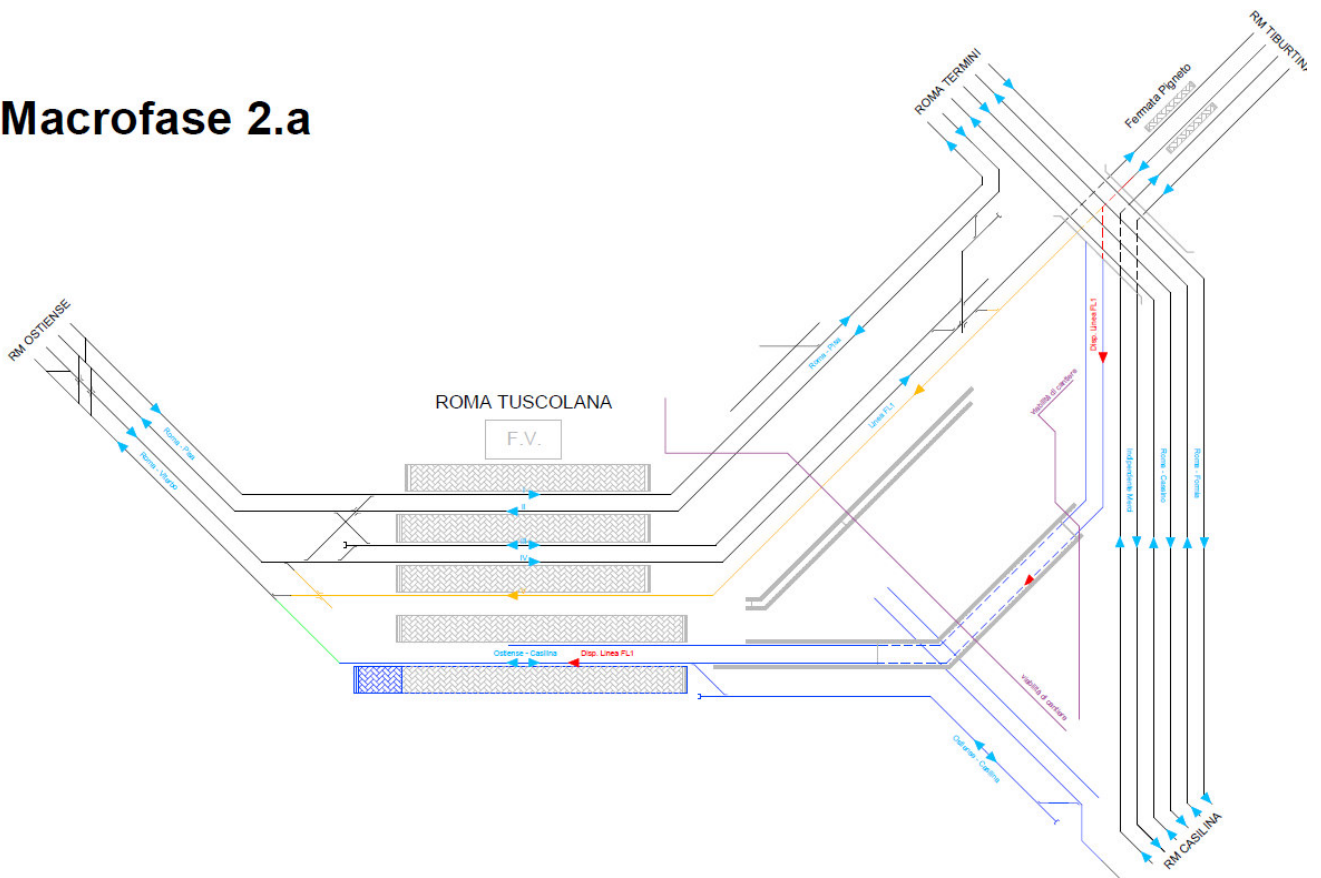 Macrofase 2.a
RM TIBURTINA
ROMA TERMINI
Fermata Pigneto
RM OSTIENSE
Roma - Pisa
Roma - Viterbo
ROMA TUSCOLANA
F.V.
I
II
III
IV
V
Roma - Pisa
Linea FL1
Disp. Linea FL1
viabilità di cantiere
Indipendente Merci
Roma - Cassino
Roma - Formia
Ostiense - Casilina
Disp. Linea FL1
viabilità di cantiere
Ostiense - Casilina
RM CASILINA